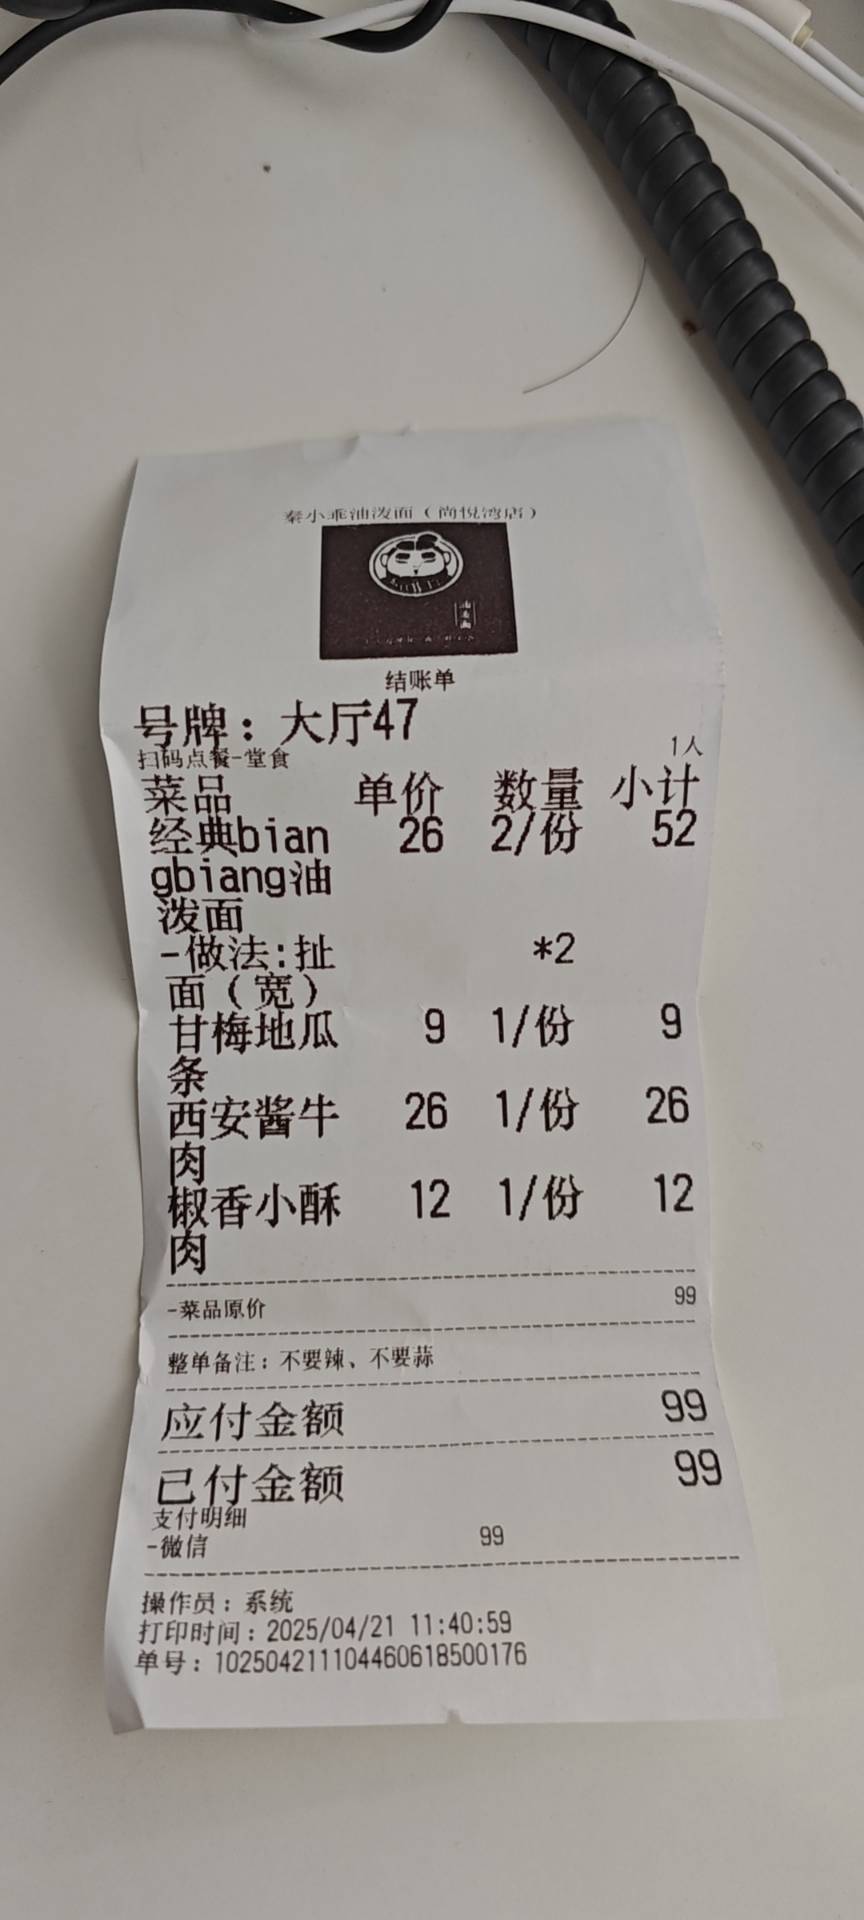 秦小乖油泼面（尚悦湾店）
结账单
号牌：大厅47
1人
扫码点餐-堂食
菜品 单价 数量 小计
经典bian 26 2/份 52
gbiang油
泼面
-做法:扯 *2
面（宽）
甘梅地瓜 9 1/份 9
条
西安酱牛 26 1/份 26
肉
椒香小酥 12 1/份 12
肉
-菜品原价 99
整单备注：不要辣、不要蒜
应付金额 99
已付金额 99
支付明细
-微信 99
操作员：系统
打印时间：2025/04/21 11:40:59
单号：102504211104460618500176